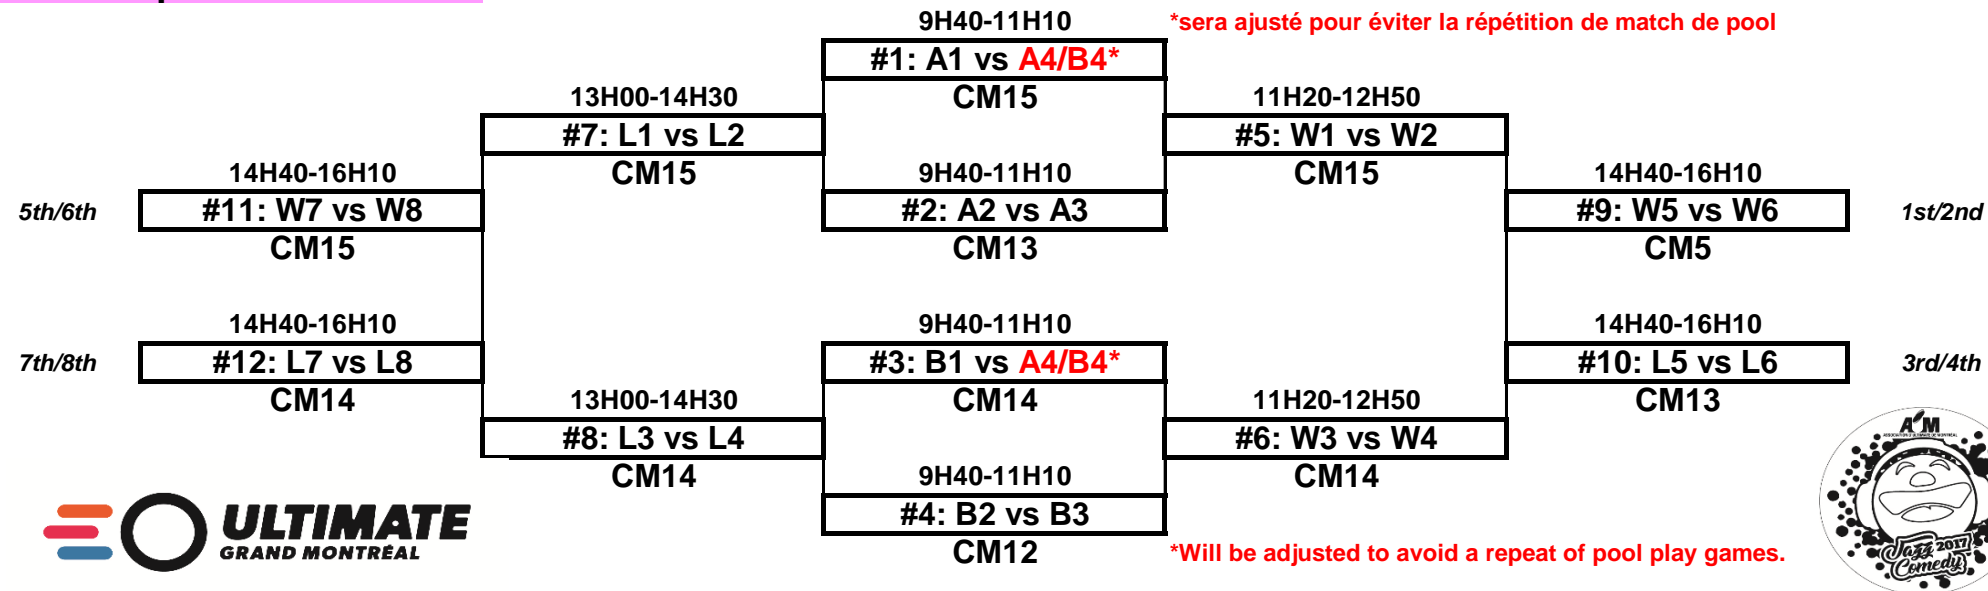 9H40-11H10
*sera ajusté pour éviter la répétition de match de pool
#1: A1 vs A4/B4*
13H00-14H30
CM15
11H20-12H50
#7: L1 vs L2
#5: W1 vs W2
14H40-16H10
CM15
9H40-11H10
CM15
14H40-16H10
5th/6th
#11: W7 vs W8
#2: A2 vs A3
#9: W5 vs W6
1st/2nd
CM15
CM13
CM5
14H40-16H10
9H40-11H10
14H40-16H10
7th/8th
#12: L7 vs L8
#3: B1 vs A4/B4*
#10: L5 vs L6
3rd/4th
CM14
13H00-14H30
CM14
11H20-12H50
CM13
#8: L3 vs L4
#6: W3 vs W4
CM14
9H40-11H10
CM14
#4: B2 vs B3
CM12
*Will be adjusted to avoid a repeat of pool play games.
ULTIMATE
GRAND MONTRÉAL
Jazz 2017
Comedy